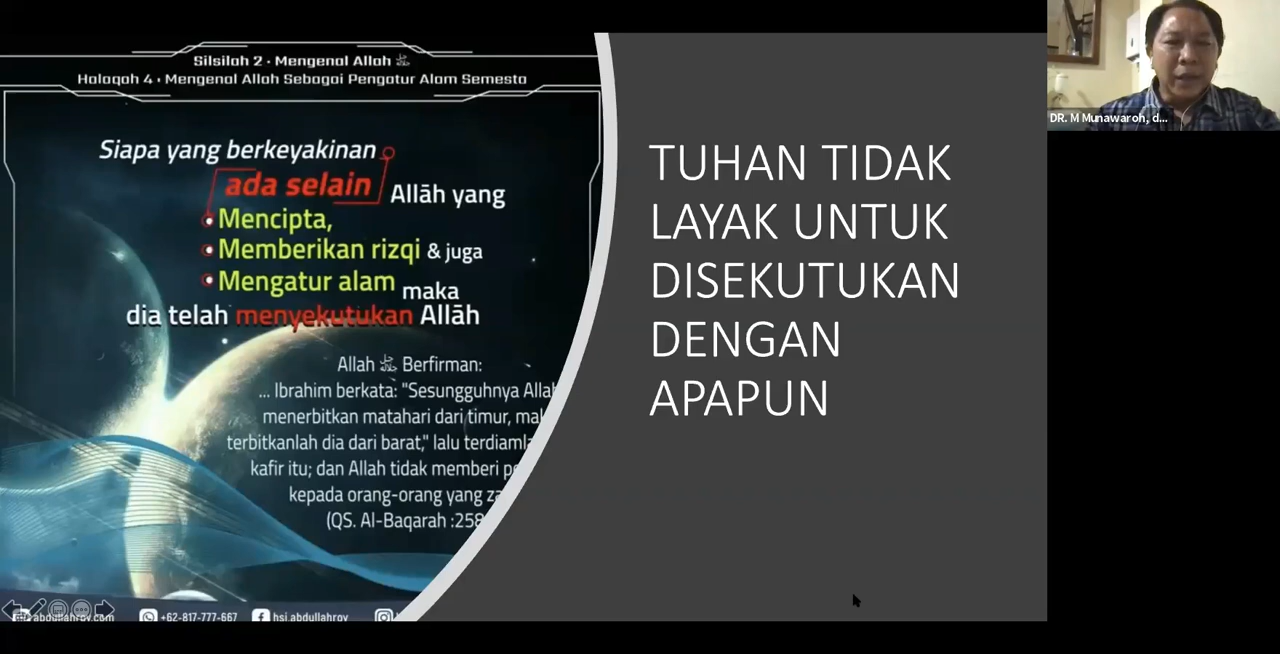 Silsilah 2 · Mengenal Allah ﷻ
Halaqah 4 · Mengenal Allah Sebagai Pengatur Alam Semesta
Siapa yang berkeyakinan
ada selain Allāh yang
Mencipta,
Memberikan rizqi & juga
Mengatur alam maka
dia telah menyekutukan Allāh
Allah ﷻ Berfirman:
... Ibrahim berkata: "Sesungguhnya Allah
menerbitkan matahari dari timur,
terbitkanlah dia dari barat," lalu
kafir itu; dan Allah tidak memberi
kepada orang-orang yang
(QS. Al-Baqarah :258
+62-817-777-667
hsi.abdullahroy
TUHAN TIDAK
LAYAK UNTUK
DISEKUTUKAN
DENGAN
APAPUN
DR. M Munawaroh, d...